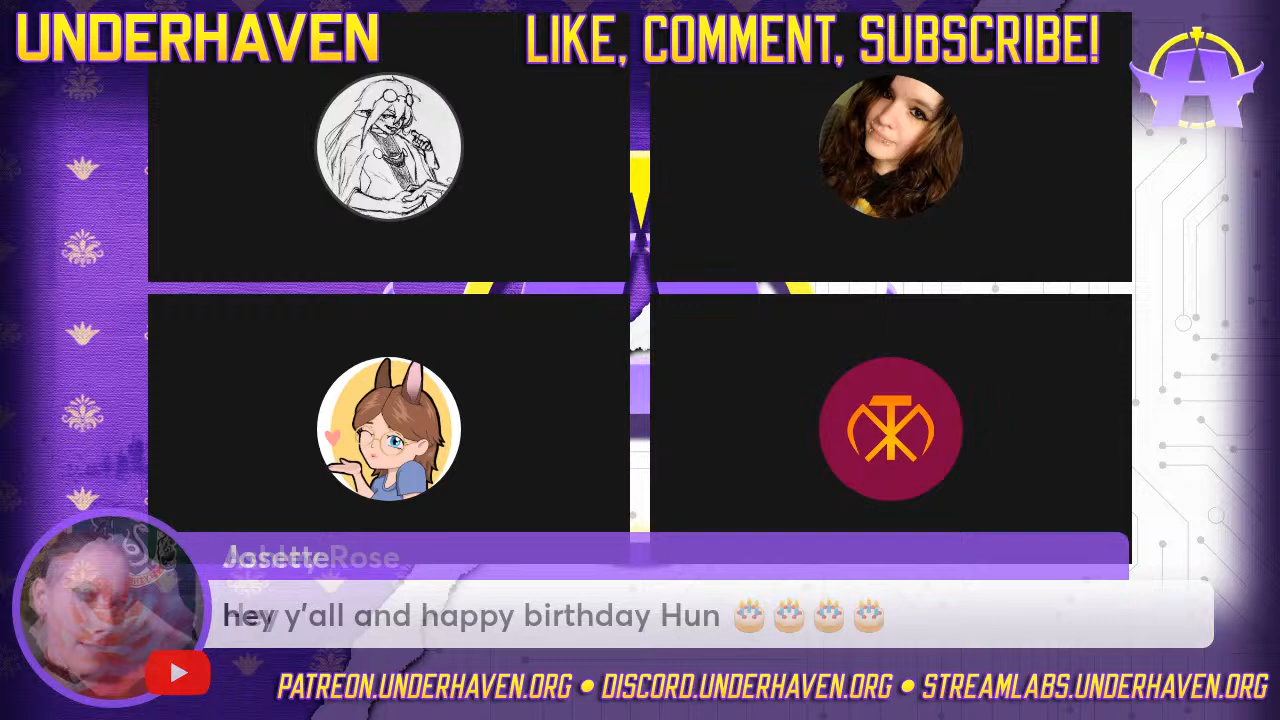 UNDERHAVEN
LIKE, COMMENT, SUBSCRIBE!
hey y'all and happy birthday Hun 🎂🎂🎂🎂
PATREON.UNDERHAVEN.ORG • DISCORD.UNDERHAVEN.ORG • STREAMLABS.UNDERHAVEN.ORG